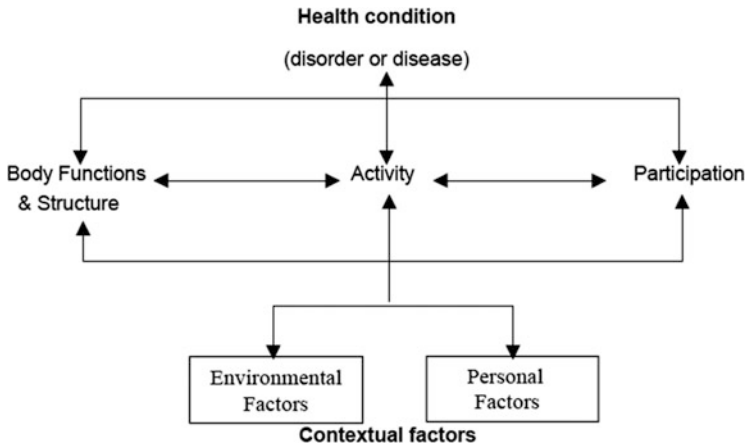 Health condition
(disorder or disease)
Body Functions
& Structure
Activity
Participation
Environmental
Factors
Personal
Factors
Contextual factors